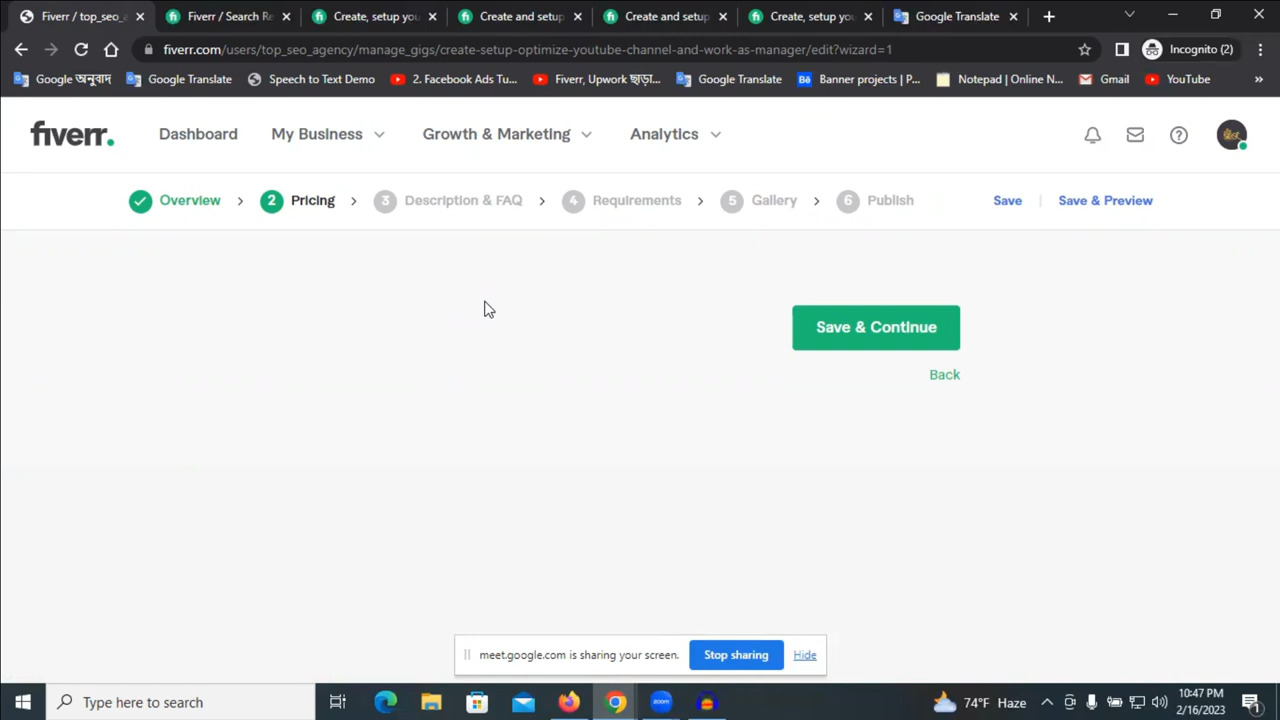 Fiverr / top_seo_a
Fiverr / Search Re
Create, setup you
Create and setup
Create and setup
Create, setup you
Google Translate
fiverr.com/users/top_seo_agency/manage_gigs/create-setup-optimize-youtube-channel-and-work-as-manager/edit?wizard=1
Incognito (2)
Google অনুবাদ
Google Translate
Speech to Text Demo
2. Facebook Ads Tu...
Fiverr, Upwork ছাড়া...
Google Translate
Bē Banner projects | P...
Notepad | Online N...
Gmail
YouTube
»
fiverr.
Dashboard
My Business
Growth & Marketing
Analytics
Overview
2 Pricing
3 Description & FAQ
4 Requirements
5 Gallery
6 Publish
Save
Save & Preview
Save & Continue
Back
meet.google.com is sharing your screen.
Stop sharing
Hide
Type here to search
zoom
74°F Haze
10:47 PM
2/16/2023
1